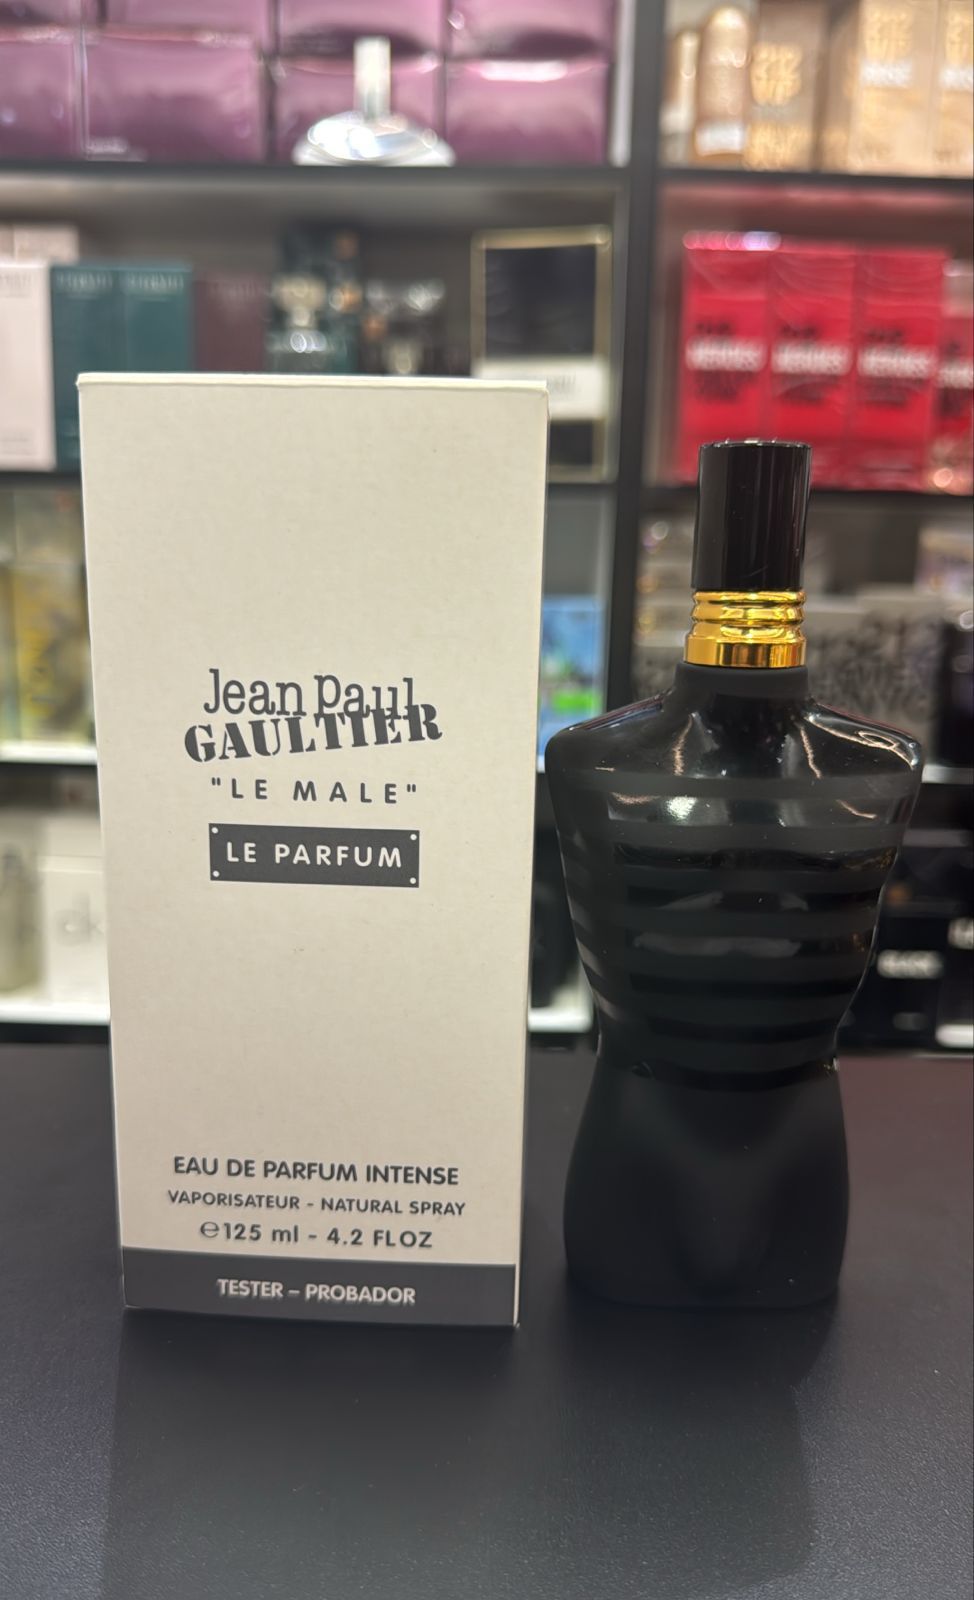 Jean Paul
GAULTIER
"LE MALE"
LE PARFUM
EAU DE PARFUM INTENSE
VAPORISATEUR - NATURAL SPRAY
℮125 ml - 4.2 FLOZ
TESTER – PROBADOR